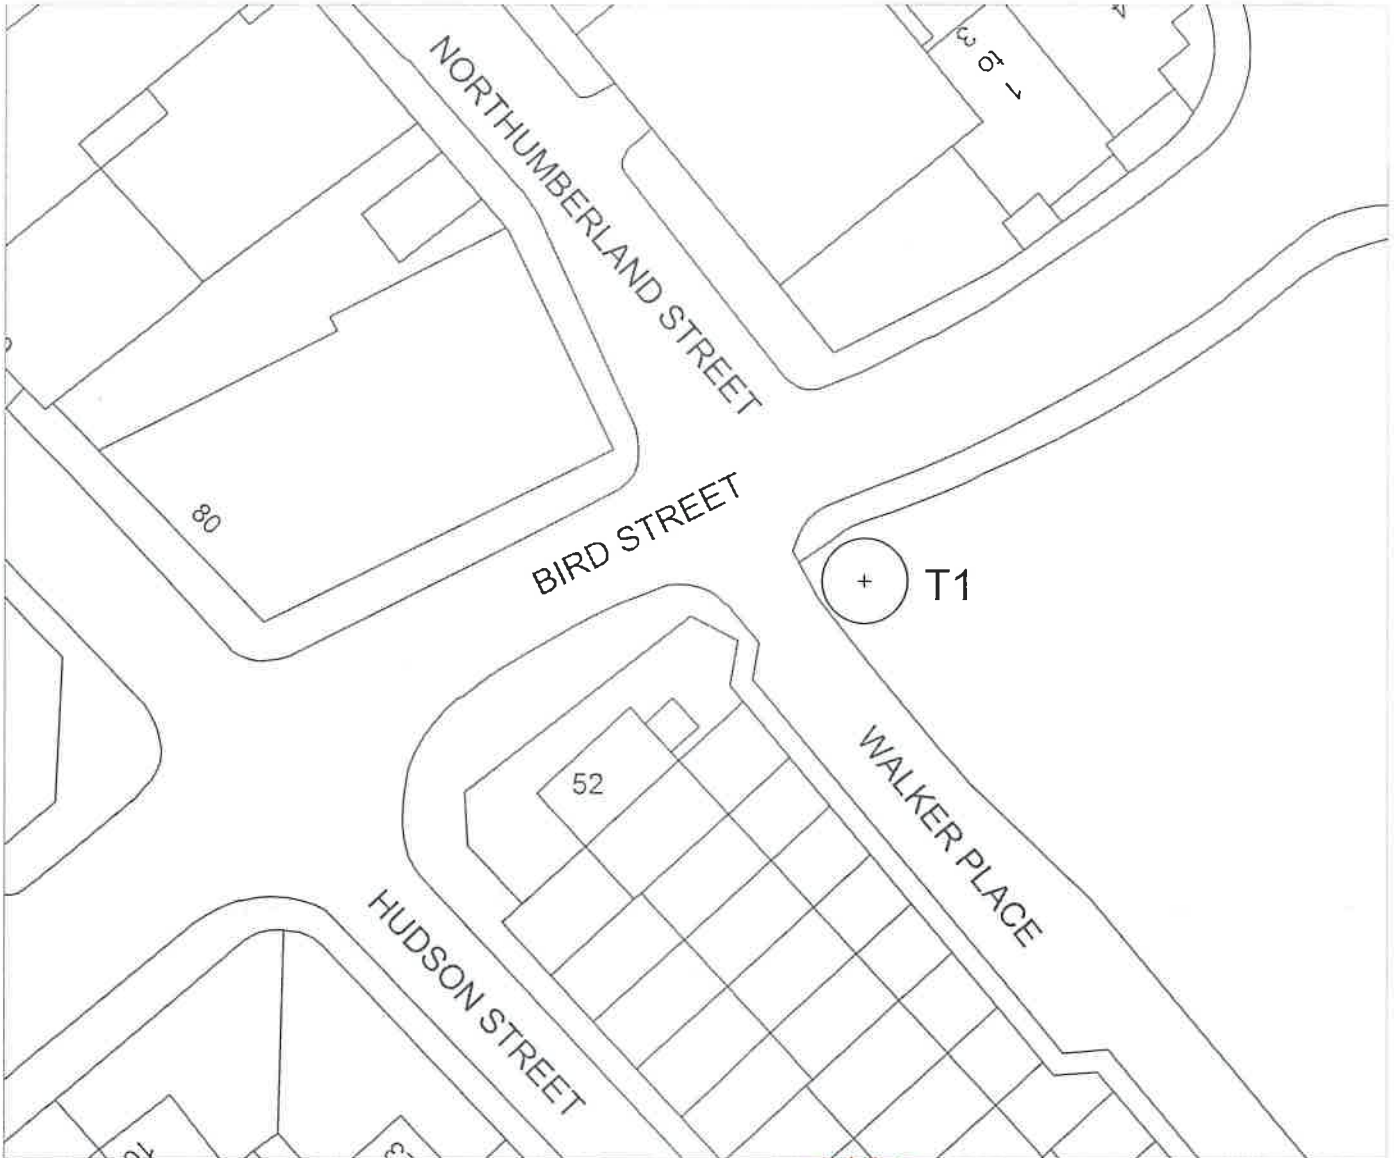 NORTHUMBERLAND STREET
1 to 3
80
BIRD STREET
T1
52
WALKER PLACE
HUDSON STREET